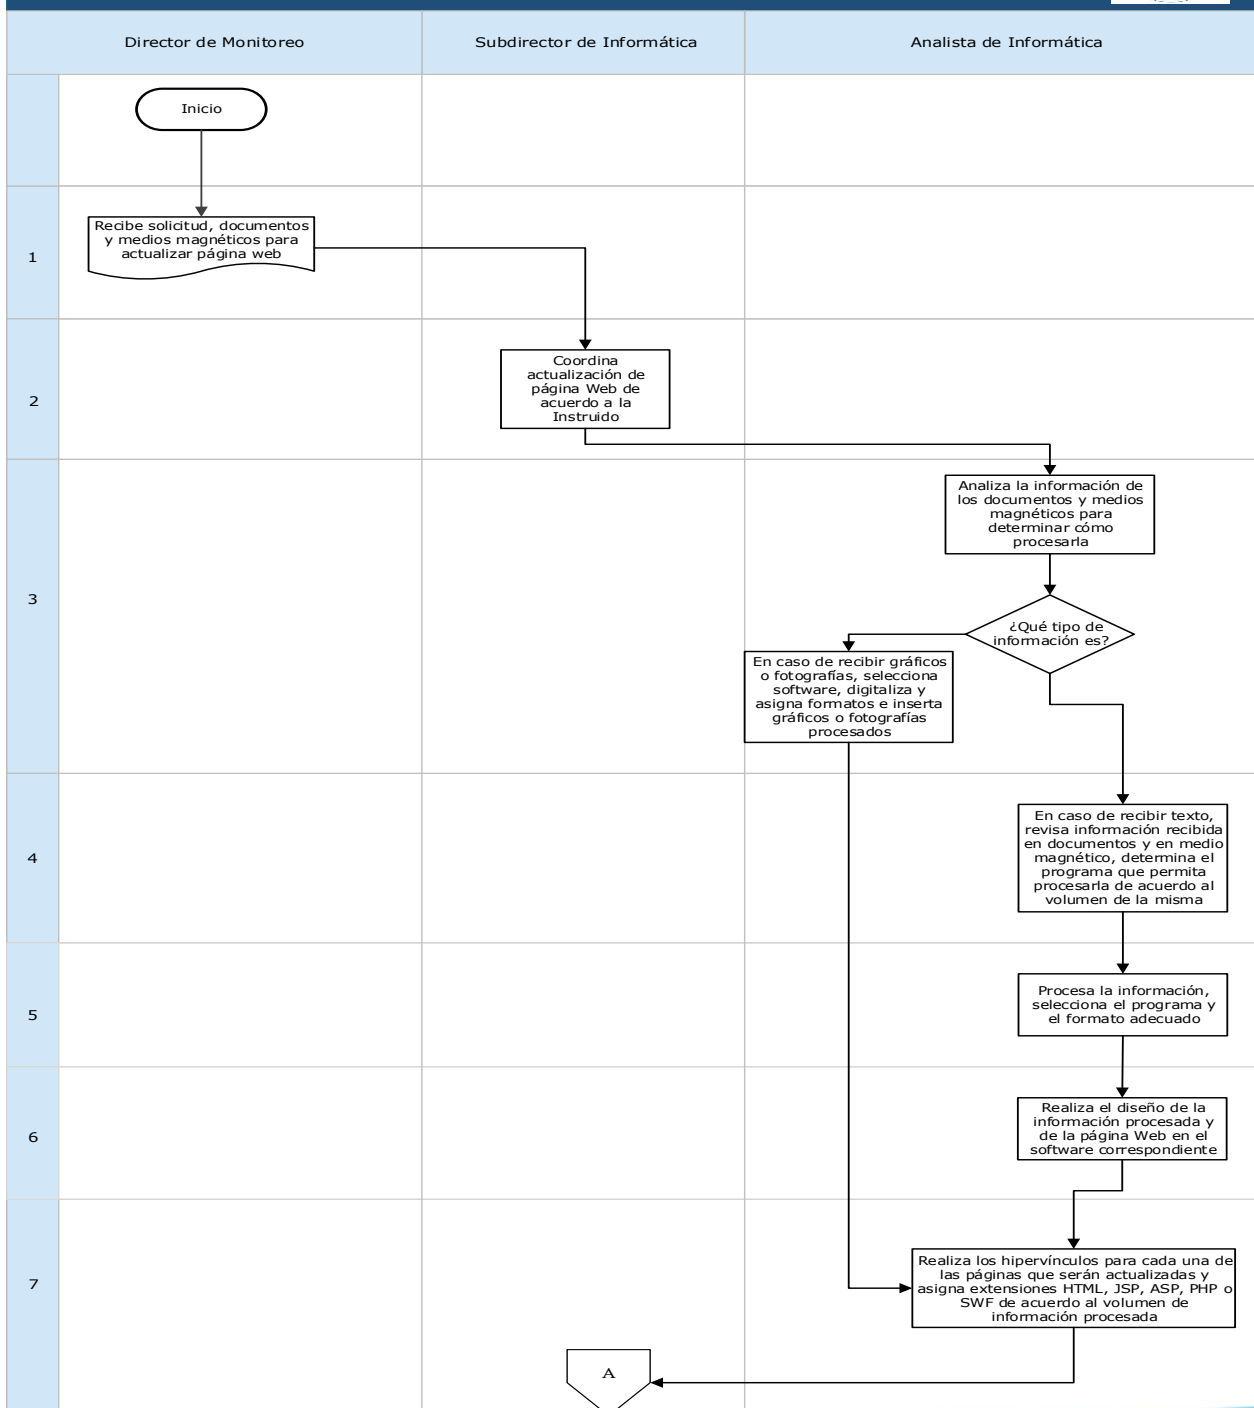 Director de Monitoreo
Subdirector de Informática
Analista de Informática
Inicio
1
Recibe solicitud, documentos
y medios magnéticos para
actualizar página web
2
Coordina
actualización de
página Web de
acuerdo a la
Instruido
3
Analiza la información de
los documentos y medios
magnéticos para
determinar cómo
procesarla
¿Qué tipo de
información es?
En caso de recibir gráficos
o fotografías, selecciona
software, digitaliza y
asigna formatos e inserta
gráficos o fotografías
procesados
4
En caso de recibir texto,
revisa información recibida
en documentos y en medio
magnético, determina el
programa que permita
procesarla de acuerdo al
volumen de la misma
5
Procesa la información,
selecciona el programa y
el formato adecuado
6
Realiza el diseño de la
información procesada y
de la página Web en el
software correspondiente
7
Realiza los hipervínculos para cada una de
las páginas que serán actualizadas y
asigna extensiones HTML, JSP, ASP, PHP o
SWF de acuerdo al volumen de
información procesada
A